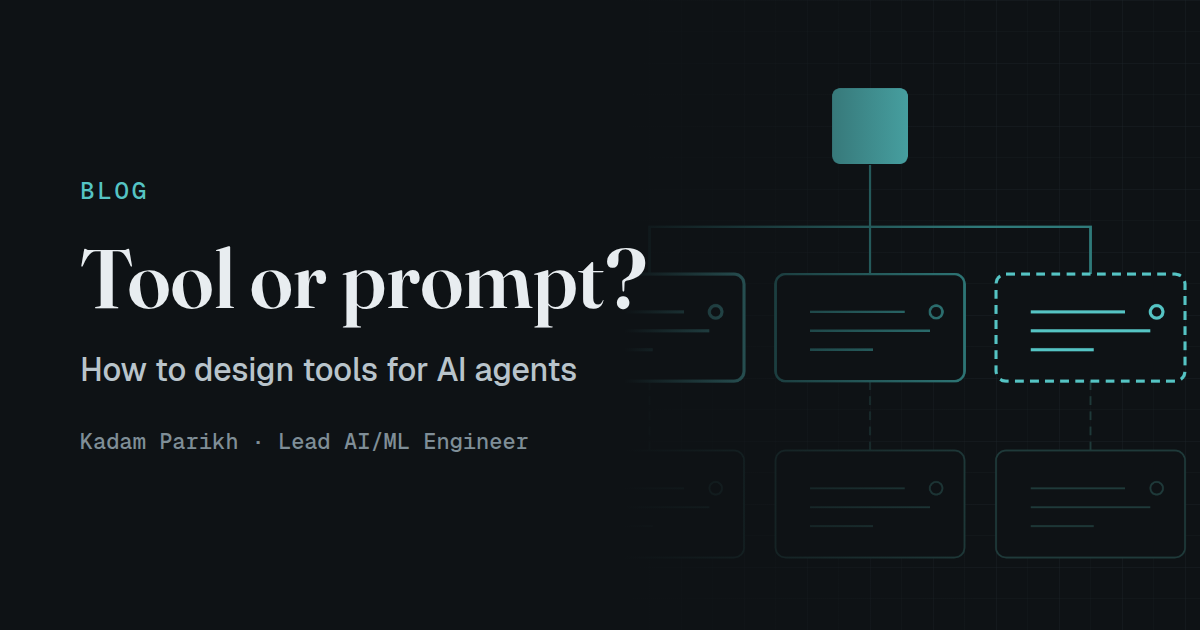 BLOG
Tool or prompt?
How to design tools for AI agents
Kadam Parikh · Lead AI/ML Engineer